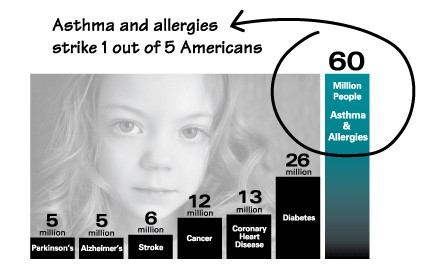 Asthma and allergies
strike 1 out of 5 Americans
60
Million
People
Asthma
&
Allergies
26
million
Diabetes
13
million
Coronary
Heart
Disease
12
million
Cancer
6
million
Stroke
5
million
Alzheimer's
5
million
Parkinson's